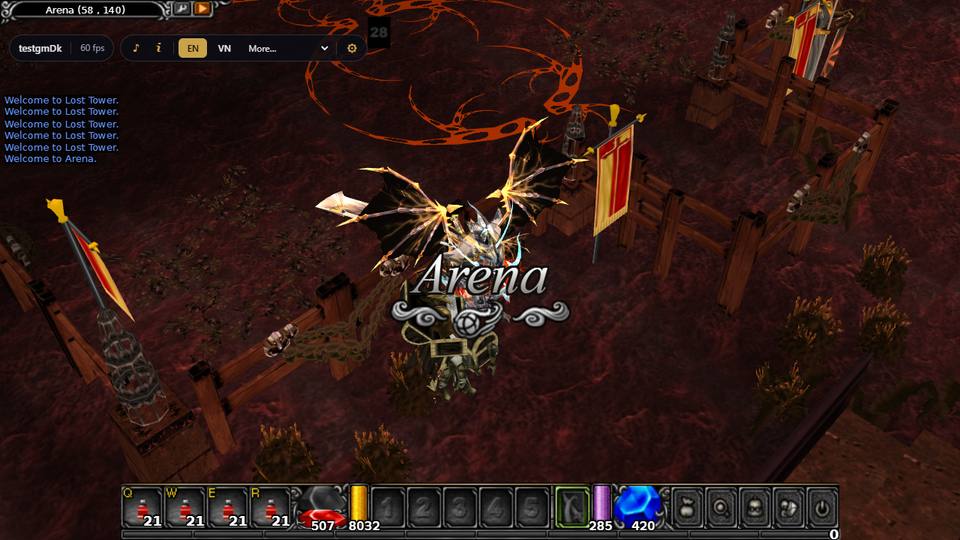 Arena (58 , 140)
testgmDk
60 fps
EN
VN
More...
28
Welcome to Lost Tower.
Welcome to Lost Tower.
Welcome to Lost Tower.
Welcome to Lost Tower.
Welcome to Lost Tower.
Welcome to Arena.
Arena
Q W E R
21 21 21 21 507 8032 1 2 3 4 5 285 420
0